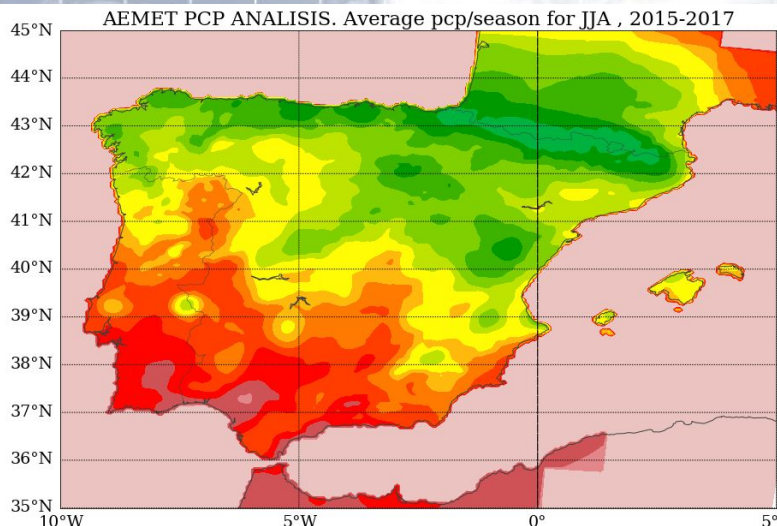 AEMET PCP ANALISIS. Average pcp/season for JJA , 2015-2017
45°N
44°N
43°N
42°N
41°N
40°N
39°N
38°N
37°N
36°N
35°N
10°W 5°W 0° 5°